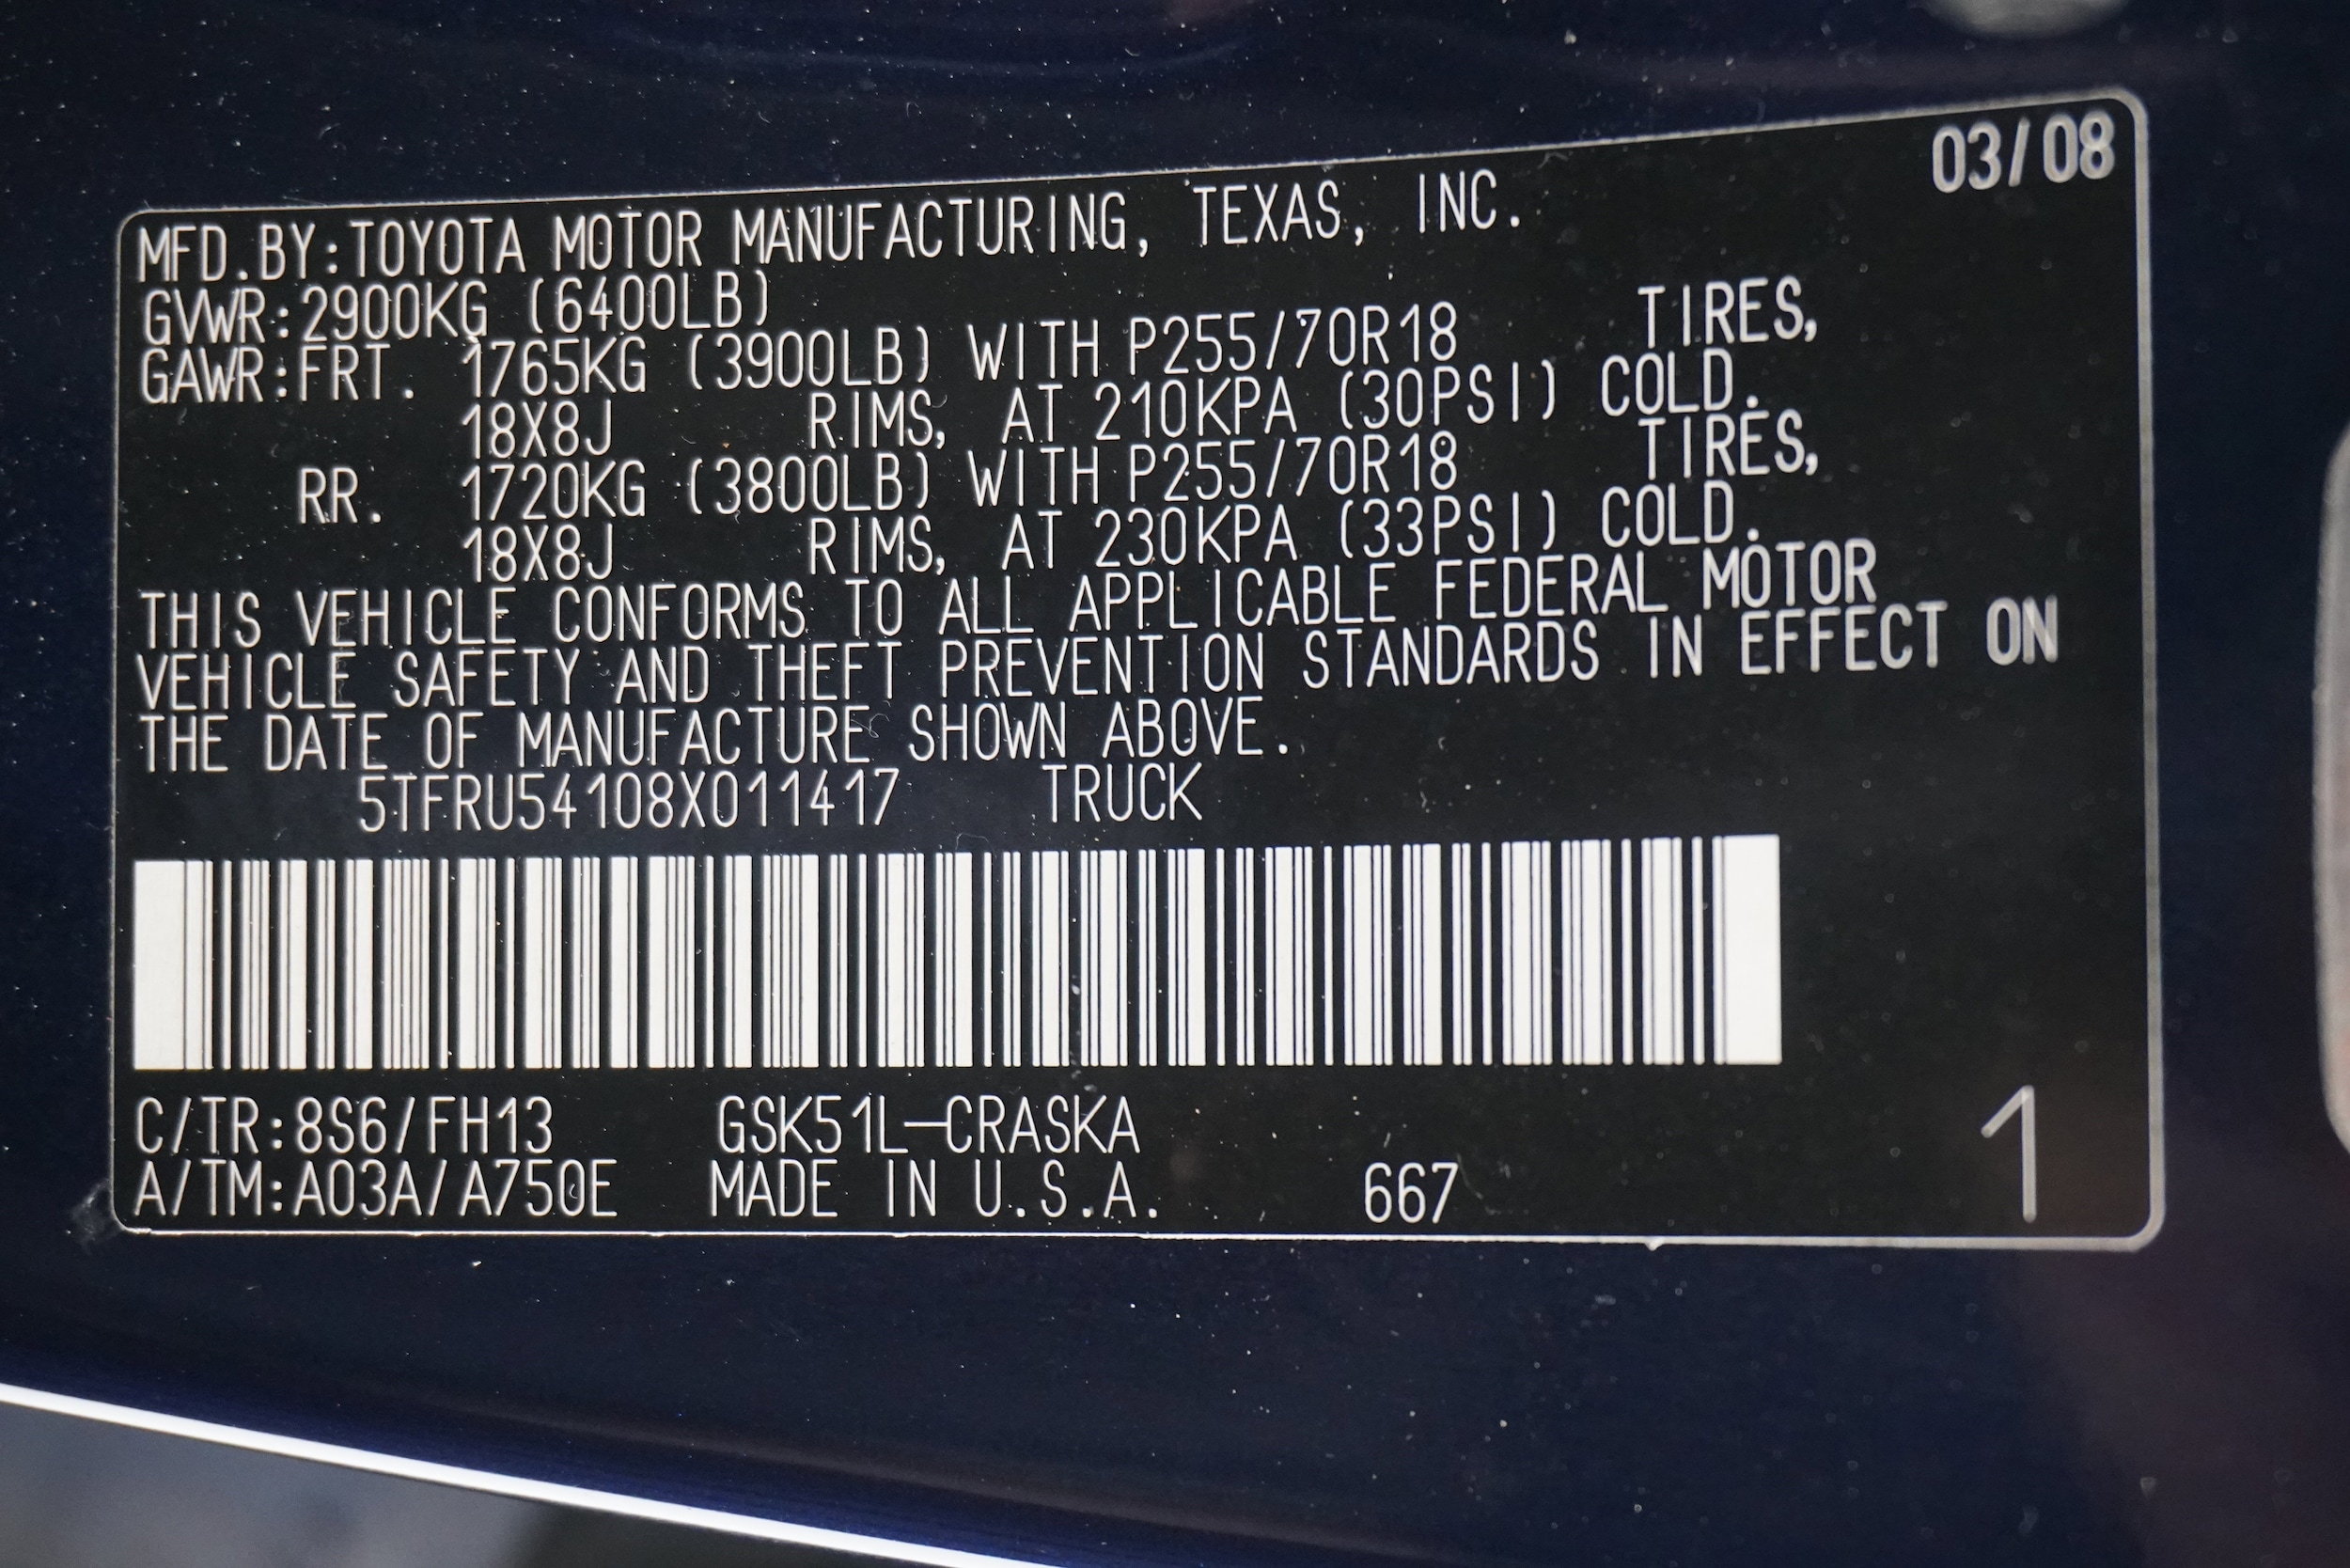 03/08
MFD.BY:TOYOTA MOTOR MANUFACTURING, TEXAS, INC.
GVWR:2900KG (6400LB)
GAWR:FRT. 1765KG (3900LB) WITH P255/70R18 TIRES,
18X8J RIMS, AT 210KPA (30PSI) COLD.
RR. 1720KG (3800LB) WITH P255/70R18 TIRES,
18X8J RIMS, AT 230KPA (33PSI) COLD.
THIS VEHICLE CONFORMS TO ALL APPLICABLE FEDERAL MOTOR
VEHICLE SAFETY AND THEFT PREVENTION STANDARDS IN EFFECT ON
THE DATE OF MANUFACTURE SHOWN ABOVE.
5TFRU54108X011417 TRUCK
C/TR:8S6/FH13 GSK51L-CRASKA
A/TM:A03A/A750E MADE IN U.S.A. 667 1